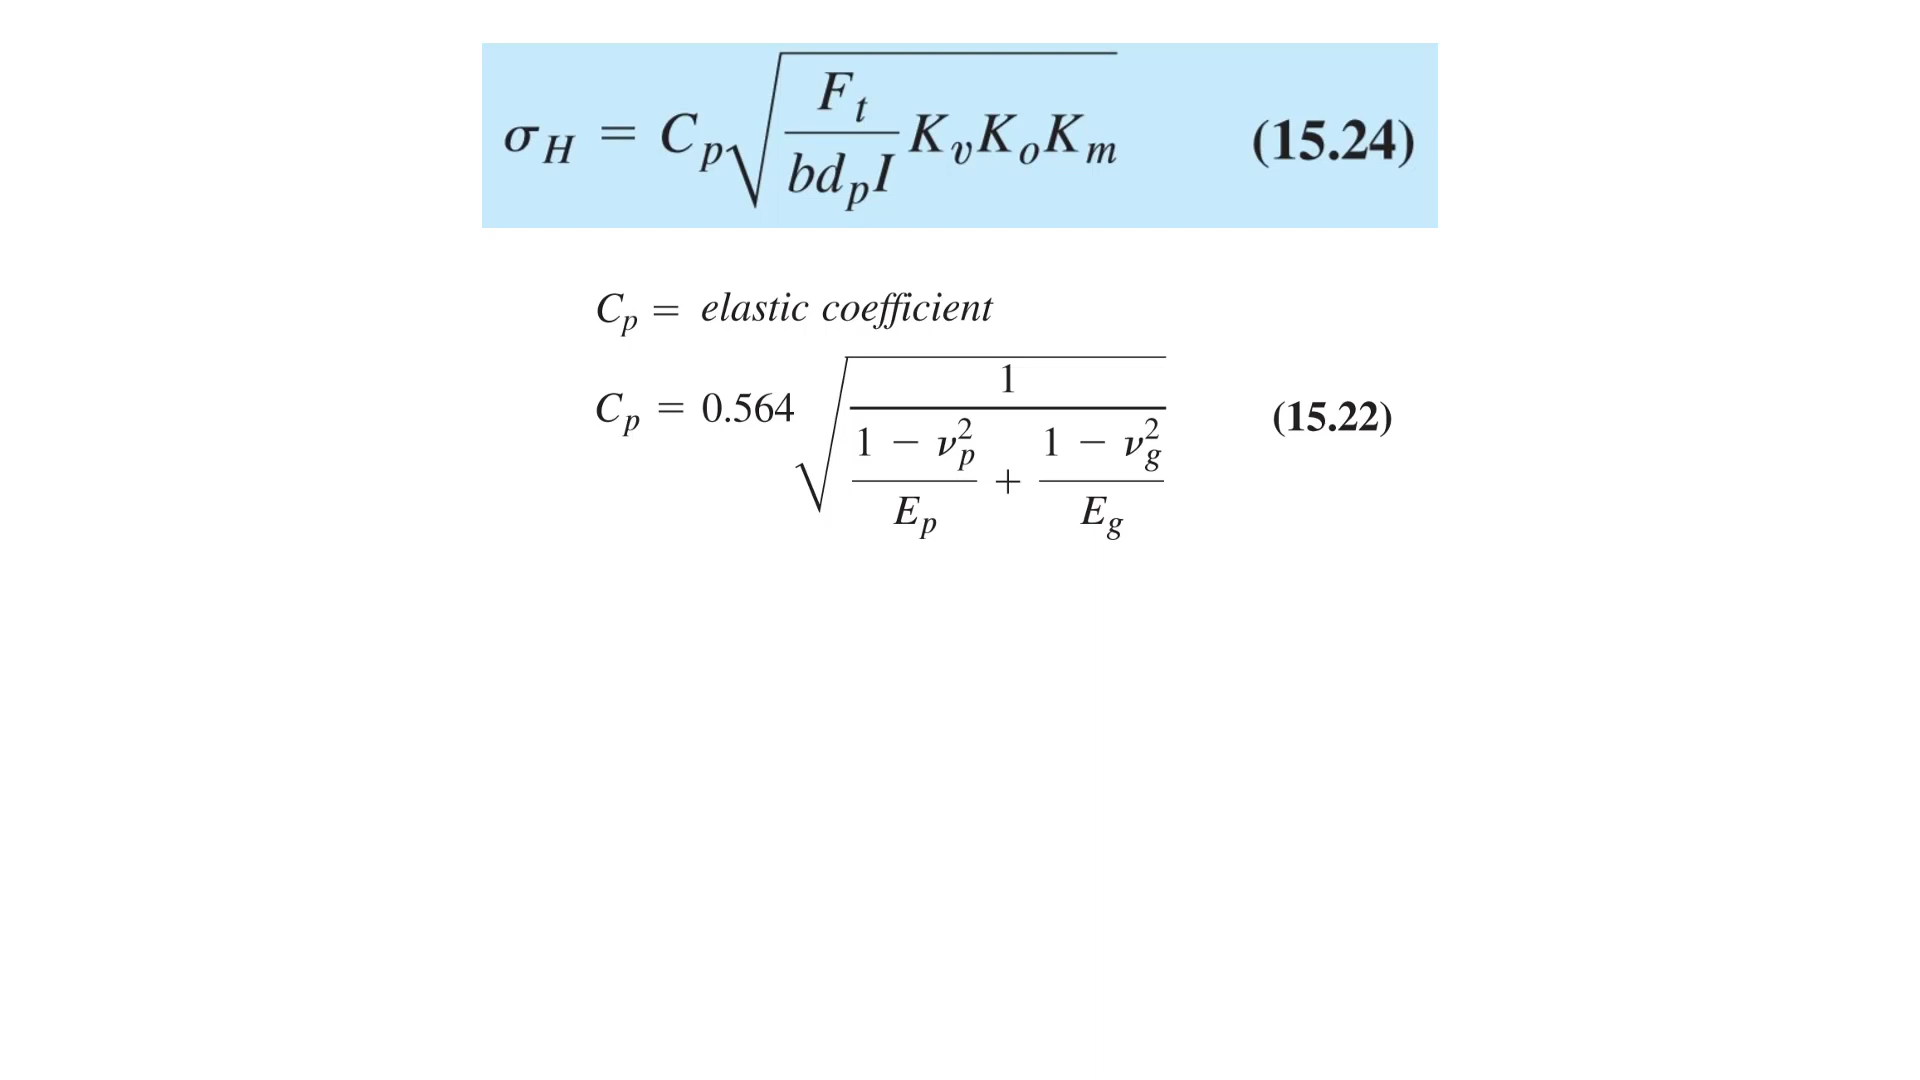 σ_H = C_p √(F_t / (b d_p I) K_v K_o K_m) (15.24)
C_p = elastic coefficient
C_p = 0.564 √(1 / ((1 − ν_p^2) / E_p + (1 − ν_g^2) / E_g)) (15.22)